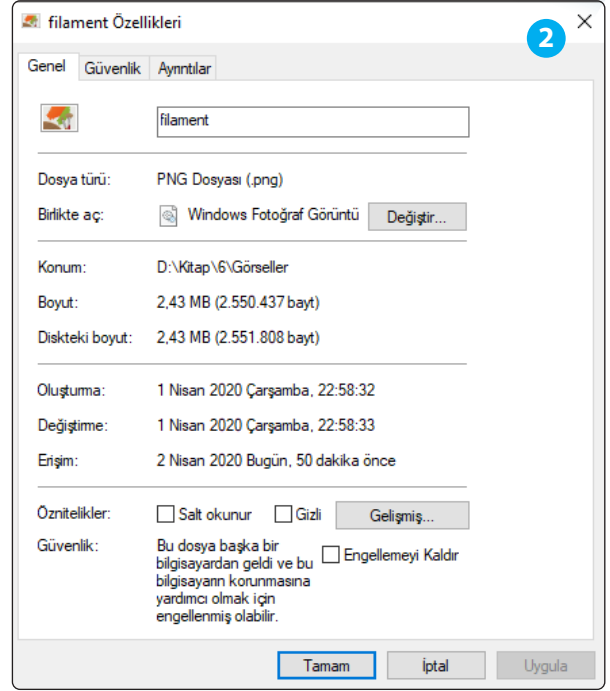 filament Özellikleri
2
Genel Güvenlik Ayrıntılar
filament
Dosya türü: PNG Dosyası (.png)
Birlikte aç: Windows Fotoğraf Görüntü Değiştir...
Konum: D:\Kitap\6\Görseller
Boyut: 2,43 MB (2.550.437 bayt)
Diskteki boyut: 2,43 MB (2.551.808 bayt)
Oluşturma: 1 Nisan 2020 Çarşamba, 22:58:32
Değiştirme: 1 Nisan 2020 Çarşamba, 22:58:33
Erişim: 2 Nisan 2020 Bugün, 50 dakika önce
Öznitelikler: Salt okunur Gizli Gelişmiş...
Güvenlik: Bu dosya başka bir
bilgisayardan geldi ve bu Engellemeyi Kaldır
bilgisayarın korunmasına
yardımcı olmak için
engellenmiş olabilir.
Tamam İptal Uygula